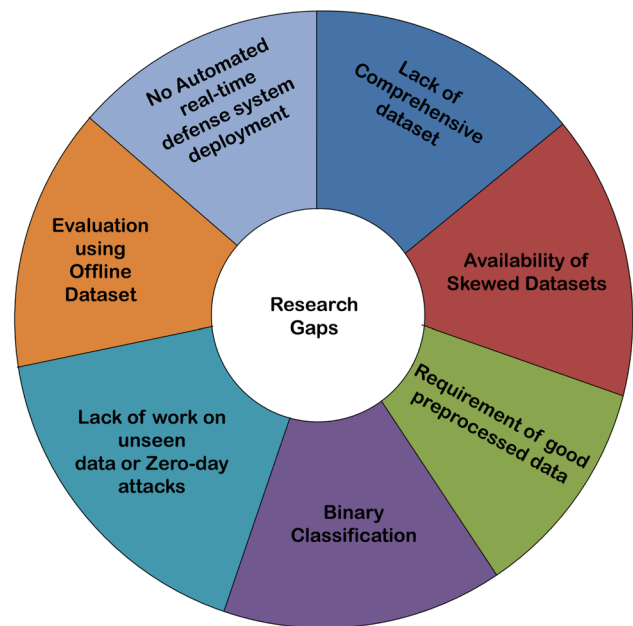 No Automated
real-time
defense system
deployment
Lack of
Comprehensive
dataset
Availability of
Skewed Datasets
Requirement of good
preprocessed data
Binary
Classification
Lack of work on
unseen
data or Zero-day
attacks
Evaluation
using
Offline
Dataset
Research
Gaps